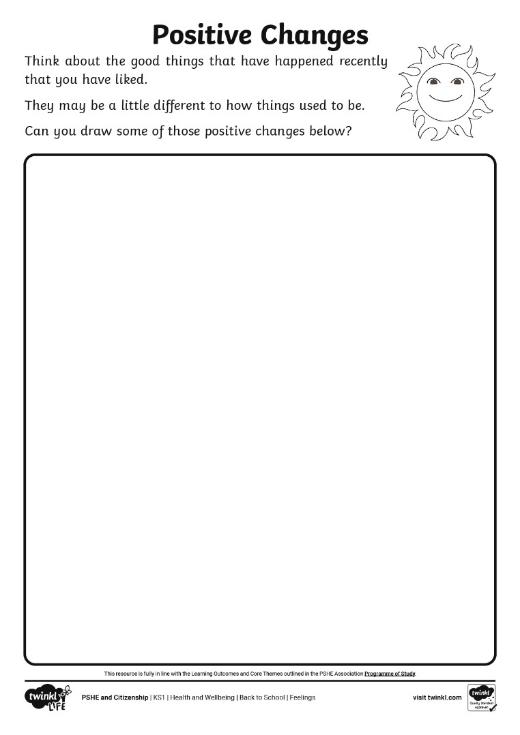 Positive Changes
Think about the good things that have happened recently
that you have liked.
They may be a little different to how things used to be.
Can you draw some of those positive changes below?
This resource is fully in line with the Learning Outcomes and Core Themes outlined in the PSHE Association Programme of Study.
twinkl
LIFE
PSHE and Citizenship | KS1 | Health and Wellbeing | Back to School | Feelings
visit twinkl.com
twinkl
Quality Standard
Approved